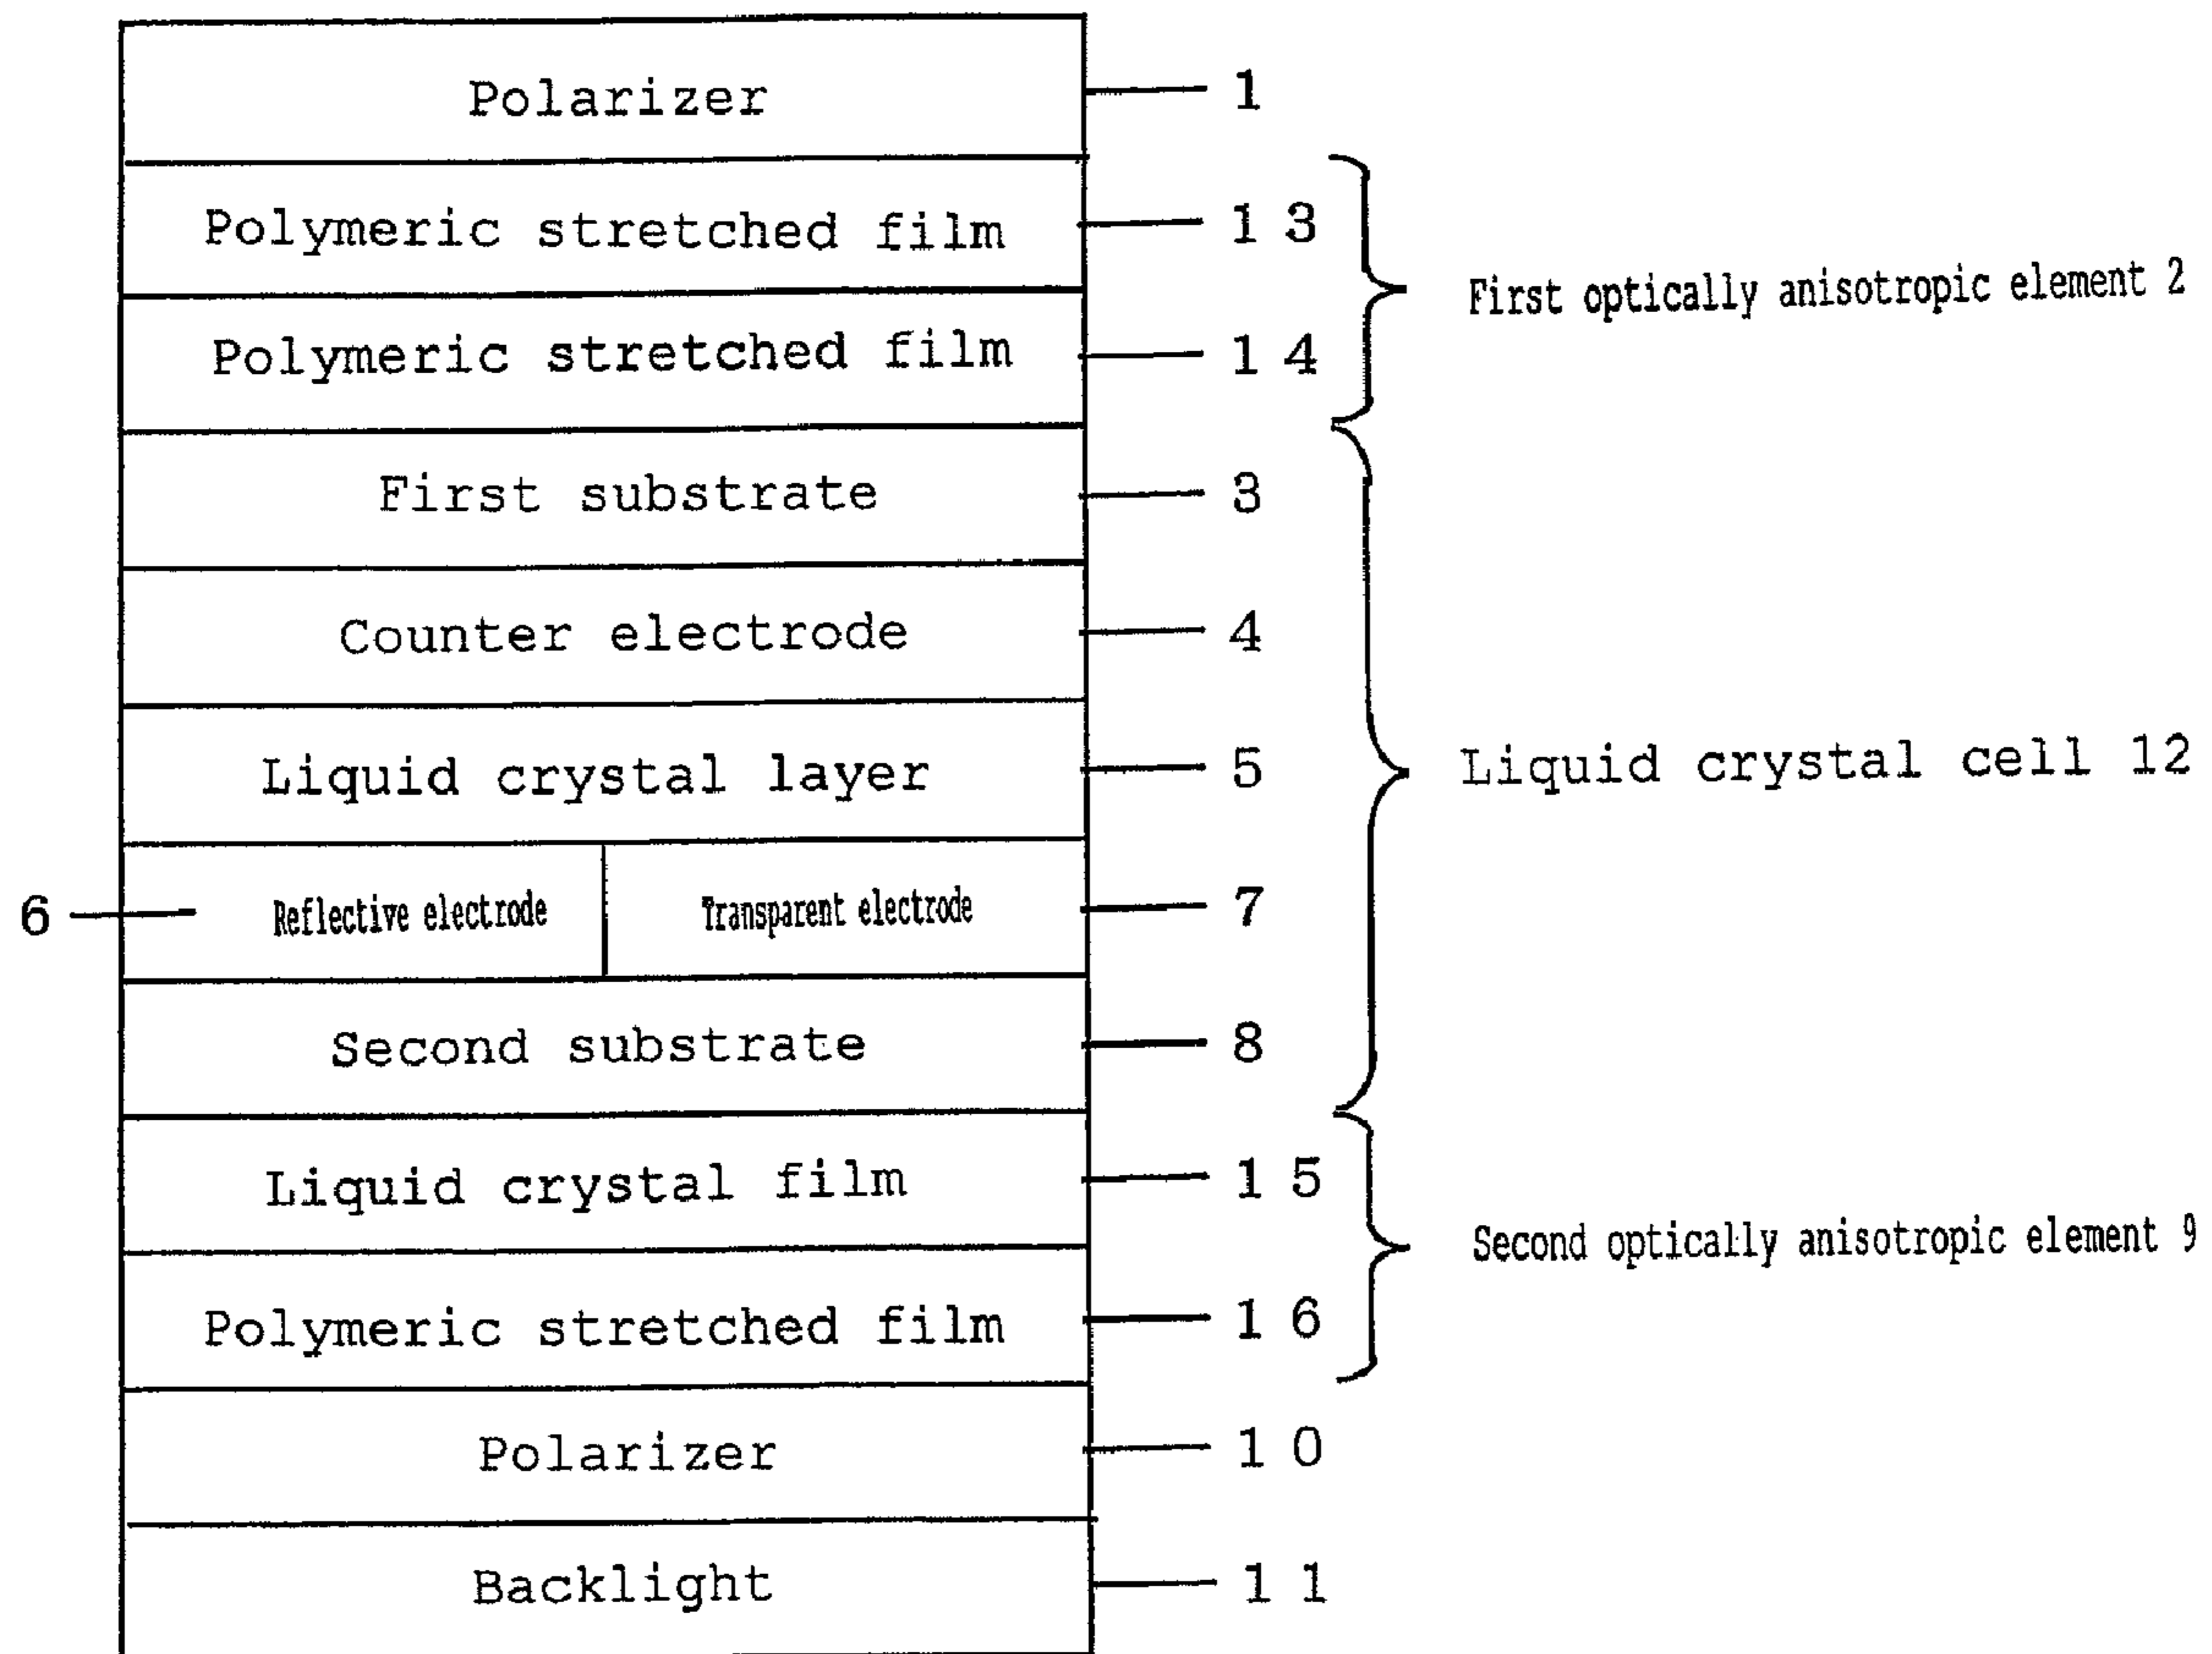 Polarizer 1
Polymeric stretched film 13
First optically anisotropic element 2
Polymeric stretched film 14
First substrate 3
Counter electrode 4
Liquid crystal layer 5
Liquid crystal cell 12
6 Reflective electrode Transparent electrode 7
Second substrate 8
Liquid crystal film 15
Second optically anisotropic element 9
Polymeric stretched film 16
Polarizer 10
Backlight 11